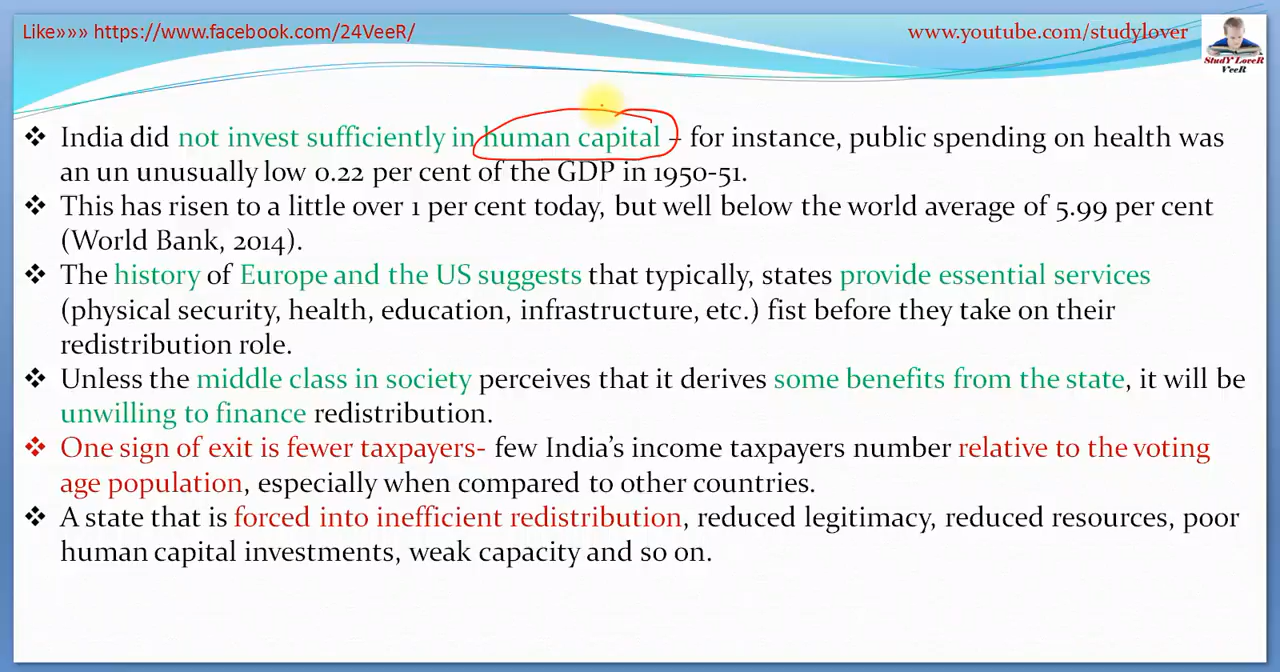 Like»»» https://www.facebook.com/24VeeR/
www.youtube.com/studylover
StudY LoveR
VeeR
❖ India did not invest sufficiently in human capital – for instance, public spending on health was
an un unusually low 0.22 per cent of the GDP in 1950-51.
❖ This has risen to a little over 1 per cent today, but well below the world average of 5.99 per cent
(World Bank, 2014).
❖ The history of Europe and the US suggests that typically, states provide essential services
(physical security, health, education, infrastructure, etc.) fist before they take on their
redistribution role.
❖ Unless the middle class in society perceives that it derives some benefits from the state, it will be
unwilling to finance redistribution.
❖ One sign of exit is fewer taxpayers- few India’s income taxpayers number relative to the voting
age population, especially when compared to other countries.
❖ A state that is forced into inefficient redistribution, reduced legitimacy, reduced resources, poor
human capital investments, weak capacity and so on.